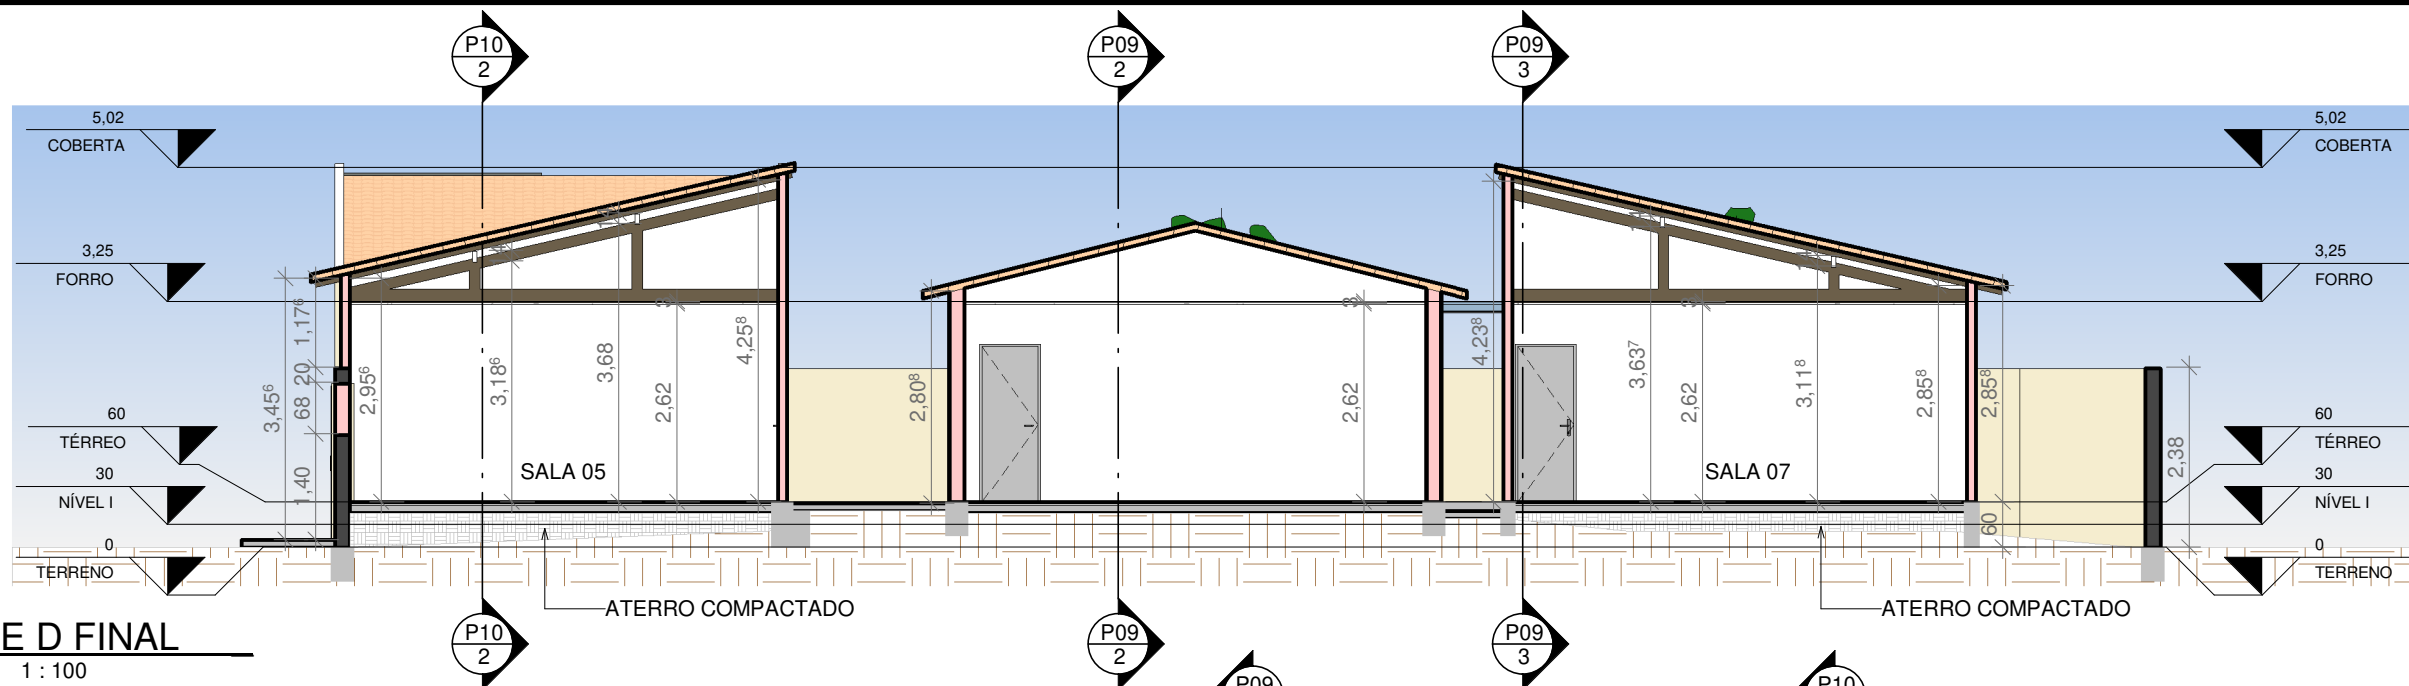 P10
2
P09
2
P09
3
5,02
COBERTA
5,02
COBERTA
3,25
FORRO
3,25
FORRO
60
TÉRREO
60
TÉRREO
30
NÍVEL I
30
NÍVEL I
0
TERRENO
0
TERRENO
3,45⁶
1,17⁶
20
68
1,40
2,95⁶
3,18⁶
3,68
2,62
4,25⁸
2,80⁸
2,62
4,23⁸
3,63⁷
2,62
3,11⁸
2,85⁸
2,85⁸
60
2,38
SALA 05
SALA 07
ATERRO COMPACTADO
ATERRO COMPACTADO
P10
2
P09
2
P09
3
E D FINAL
1 : 100
P09
P10